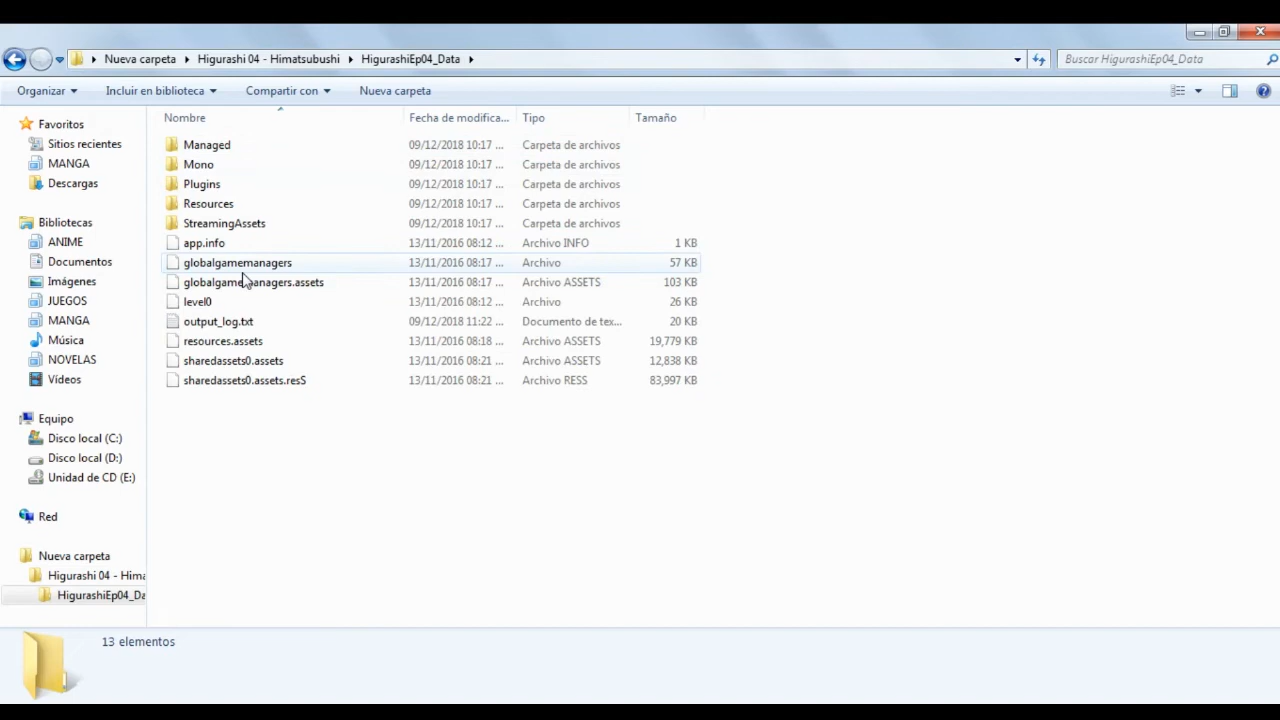 Nueva carpeta Higurashi 04 - Himatsubushi HigurashiEp04_Data Buscar HigurashiEp04_Data
Organizar Incluir en biblioteca Compartir con Nueva carpeta
Nombre Fecha de modifica... Tipo Tamaño
Favoritos
Sitios recientes
MANGA
Descargas
Bibliotecas
ANIME
Documentos
Imágenes
JUEGOS
MANGA
Música
NOVELAS
Vídeos
Equipo
Disco local (C:)
Disco local (D:)
Unidad de CD (E:)
Red
Nueva carpeta
Higurashi 04 - Hima
HigurashiEp04_Da
Managed 09/12/2018 10:17 ... Carpeta de archivos
Mono 09/12/2018 10:17 ... Carpeta de archivos
Plugins 09/12/2018 10:17 ... Carpeta de archivos
Resources 09/12/2018 10:17 ... Carpeta de archivos
StreamingAssets 09/12/2018 10:17 ... Carpeta de archivos
app.info 13/11/2016 08:12 ... Archivo INFO 1 KB
globalgamemanagers 13/11/2016 08:17 ... Archivo 57 KB
globalgamemanagers.assets 13/11/2016 08:17 ... Archivo ASSETS 103 KB
level0 13/11/2016 08:12 ... Archivo 26 KB
output_log.txt 09/12/2018 11:22 ... Documento de tex... 20 KB
resources.assets 13/11/2016 08:18 ... Archivo ASSETS 19,779 KB
sharedassets0.assets 13/11/2016 08:21 ... Archivo ASSETS 12,838 KB
sharedassets0.assets.resS 13/11/2016 08:21 ... Archivo RESS 83,997 KB
13 elementos